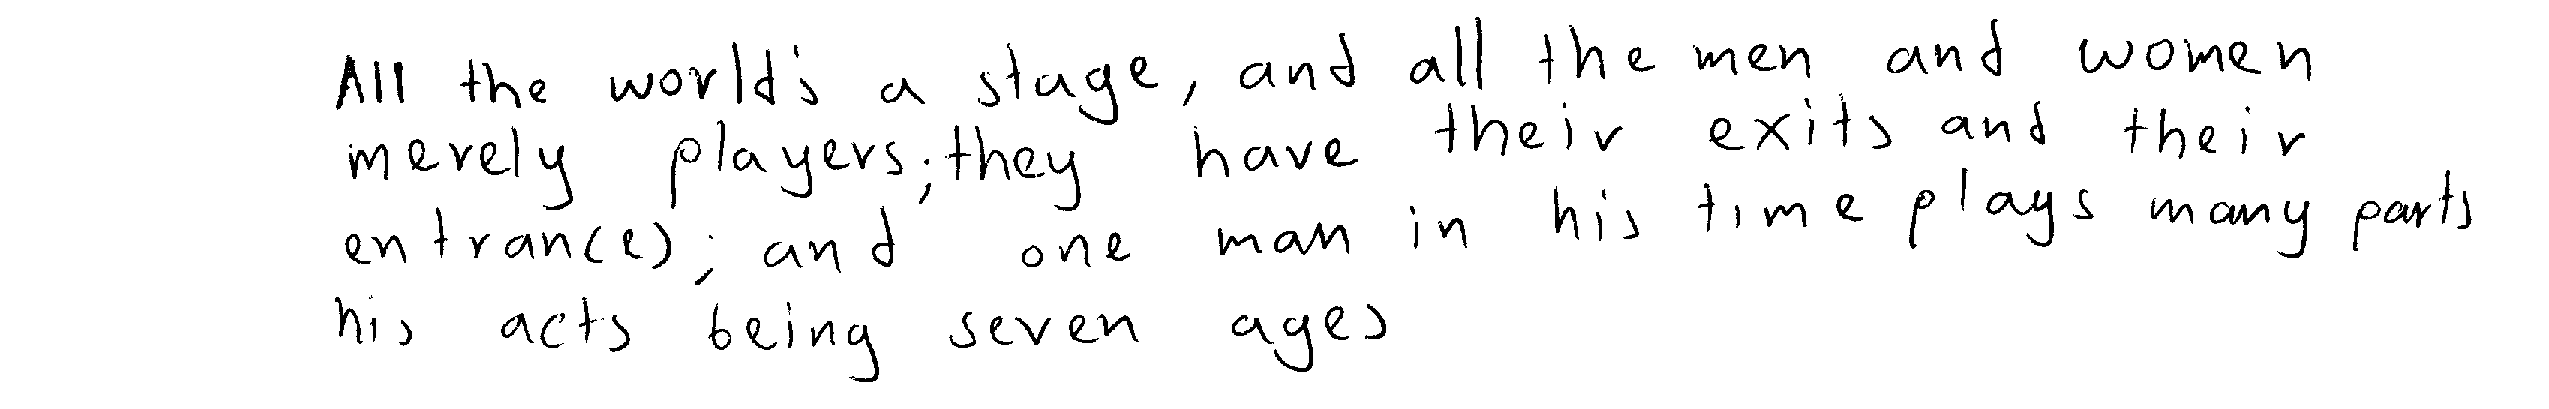 All the world's a stage, and all the men and women
merely players; they have their exits and their
entrances; and one man in his time plays many parts
his acts being seven ages